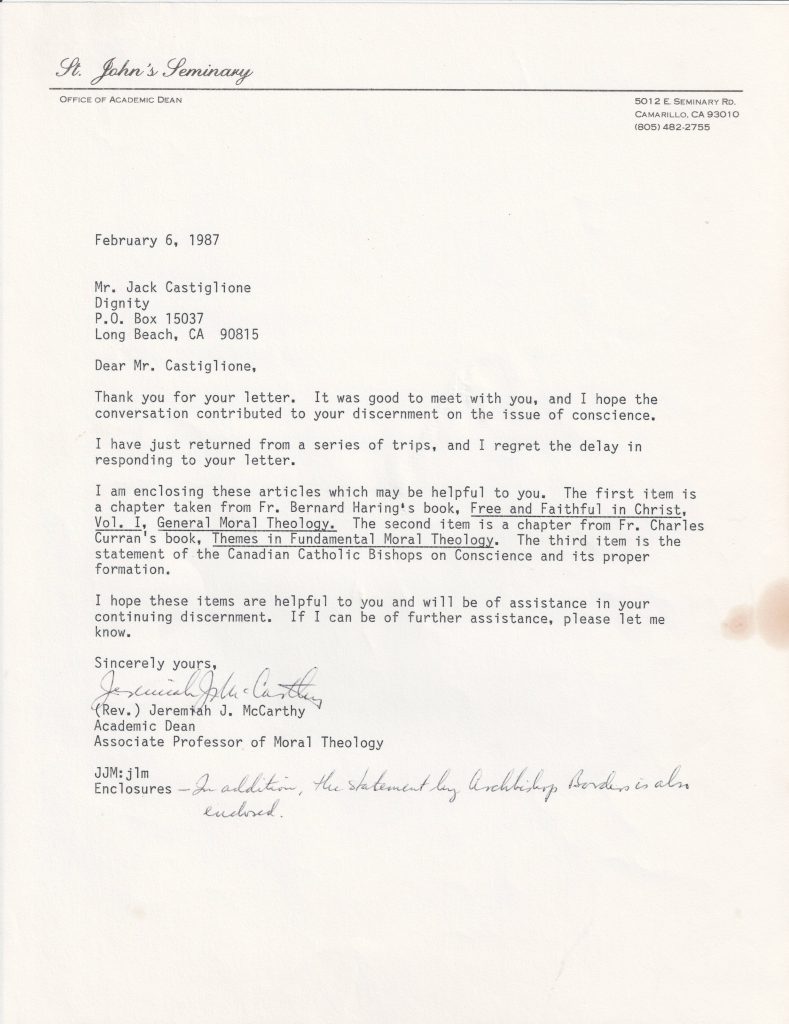 St. John's Seminary
OFFICE OF ACADEMIC DEAN
5012 E. SEMINARY RD.
CAMARILLO, CA 93010
(805) 482-2755
February 6, 1987
Mr. Jack Castiglione
Dignity
P.O. Box 15037
Long Beach, CA 90815
Dear Mr. Castiglione,
Thank you for your letter. It was good to meet with you, and I hope the
conversation contributed to your discernment on the issue of conscience.
I have just returned from a series of trips, and I regret the delay in
responding to your letter.
I am enclosing these articles which may be helpful to you. The first item is
a chapter taken from Fr. Bernard Haring's book, Free and Faithful in Christ,
Vol. I, General Moral Theology. The second item is a chapter from Fr. Charles
Curran's book, Themes in Fundamental Moral Theology. The third item is the
statement of the Canadian Catholic Bishops on Conscience and its proper
formation.
I hope these items are helpful to you and will be of assistance in your
continuing discernment. If I can be of further assistance, please let me
know.
Sincerely yours,
Jeremiah J. McCarthy
(Rev.) Jeremiah J. McCarthy
Academic Dean
Associate Professor of Moral Theology
JJM:jlm
Enclosures – In addition, the statement by Archbishop Borders is also
enclosed.